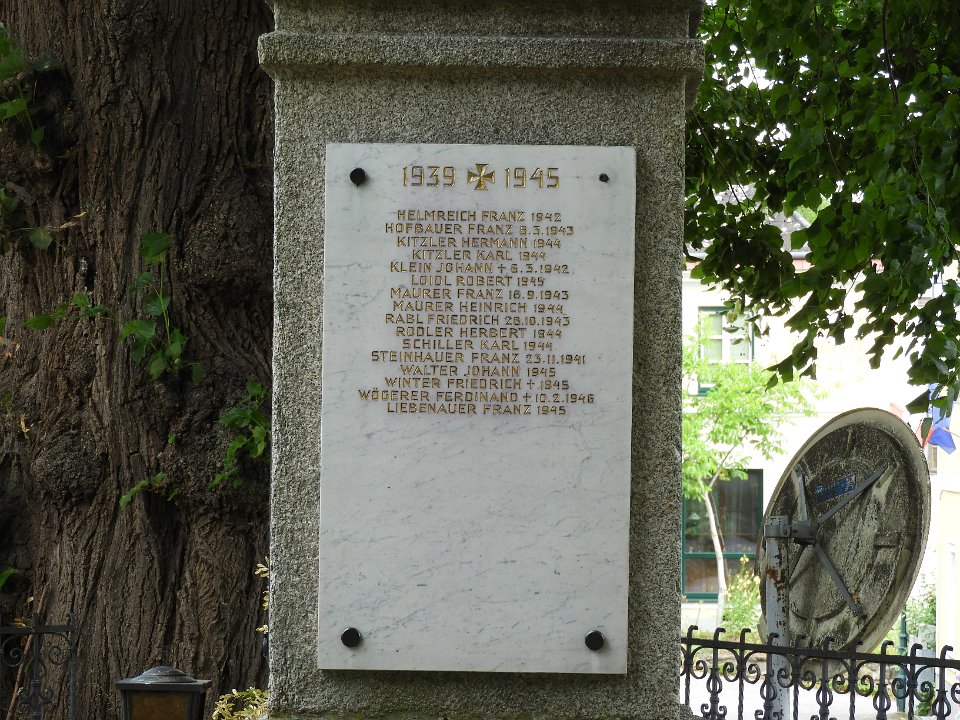 1939 ✠ 1945
HELMREICH FRANZ 1942
HOFBAUER FRANZ 9.3.1943
KITZLER HERMANN 1944
KITZLER KARL 1944
KLEIN JOHANN + 6.3.1942
LOIDL ROBERT 1945
MAURER FRANZ 18.9.1943
MAURER HEINRICH 1944
RABL FRIEDRICH 28.10.1943
RODLER HERBERT 1944
SCHILLER KARL 1944
STEINHAUER FRANZ 23.11.1941
WALTER JOHANN 1945
WINTER FRIEDRICH + 1945
WÖGERER FERDINAND + 10.2.1946
LIEBENAUER FRANZ 1945